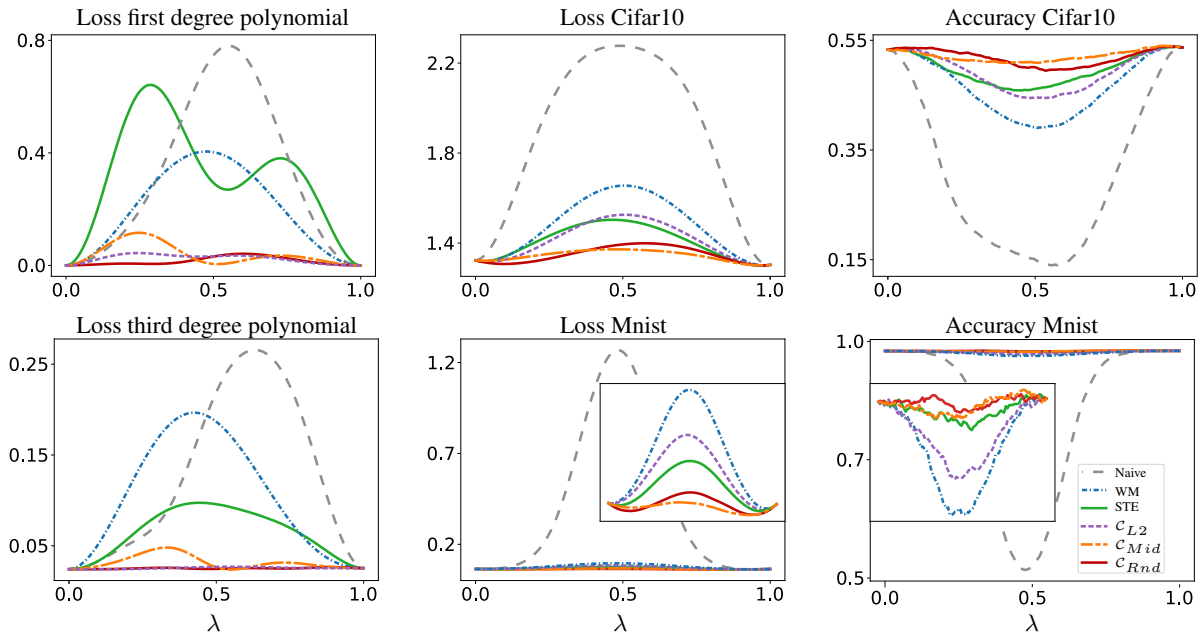 Loss first degree polynomial
0.8
0.4
0.0
0.0 0.5 1.0
Loss Cifar10
2.2
1.8
1.4
0.0 0.5 1.0
Accuracy Cifar10
0.55
0.35
0.15
0.0 0.5 1.0
Loss third degree polynomial
0.25
0.15
0.05
0.0 0.5 1.0
λ
Loss Mnist
1.2
0.7
0.2
0.0 0.5 1.0
λ
Accuracy Mnist
1.0
0.7
0.5
0.0 0.5 1.0
λ
Naive
WM
STE
𝒞L2
𝒞Mid
𝒞Rnd